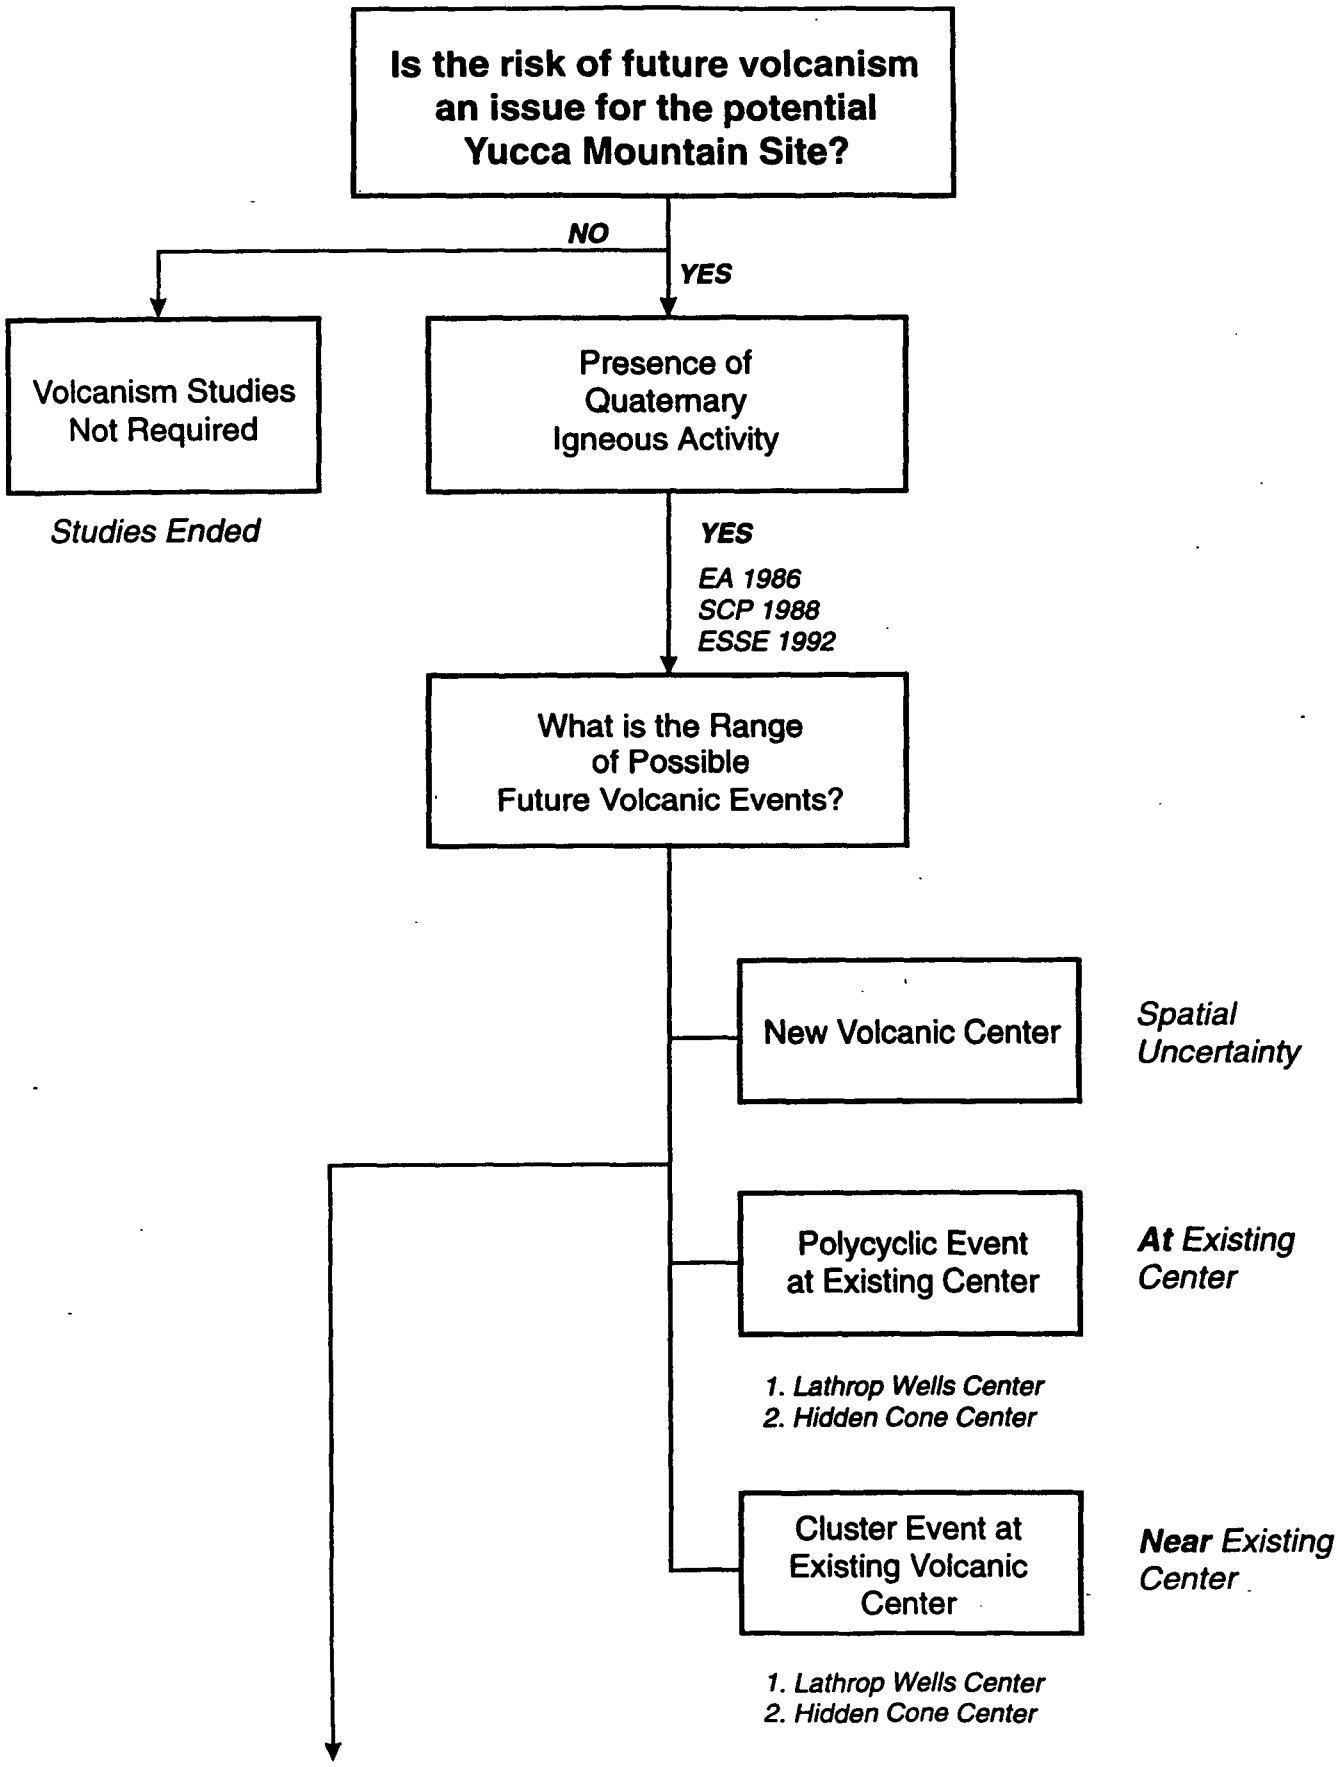 Is the risk of future volcanism
an issue for the potential
Yucca Mountain Site?
NO
YES
Volcanism Studies
Not Required
Studies Ended
Presence of
Quaternary
Igneous Activity
YES
EA 1986
SCP 1988
ESSE 1992
What is the Range
of Possible
Future Volcanic Events?
New Volcanic Center
Spatial
Uncertainty
Polycyclic Event
at Existing Center
At Existing
Center
1. Lathrop Wells Center
2. Hidden Cone Center
Cluster Event at
Existing Volcanic
Center
Near Existing
Center
1. Lathrop Wells Center
2. Hidden Cone Center